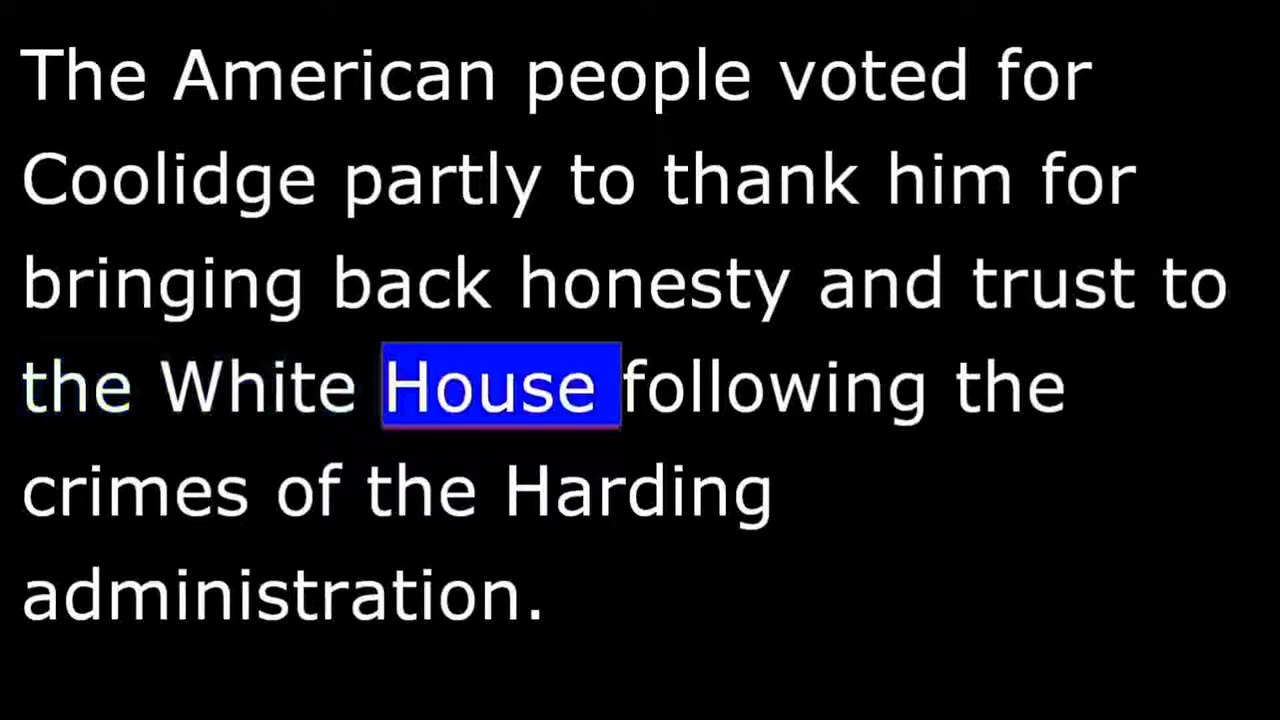 The American people voted for
Coolidge partly to thank him for
bringing back honesty and trust to
the White House following the
crimes of the Harding
administration.